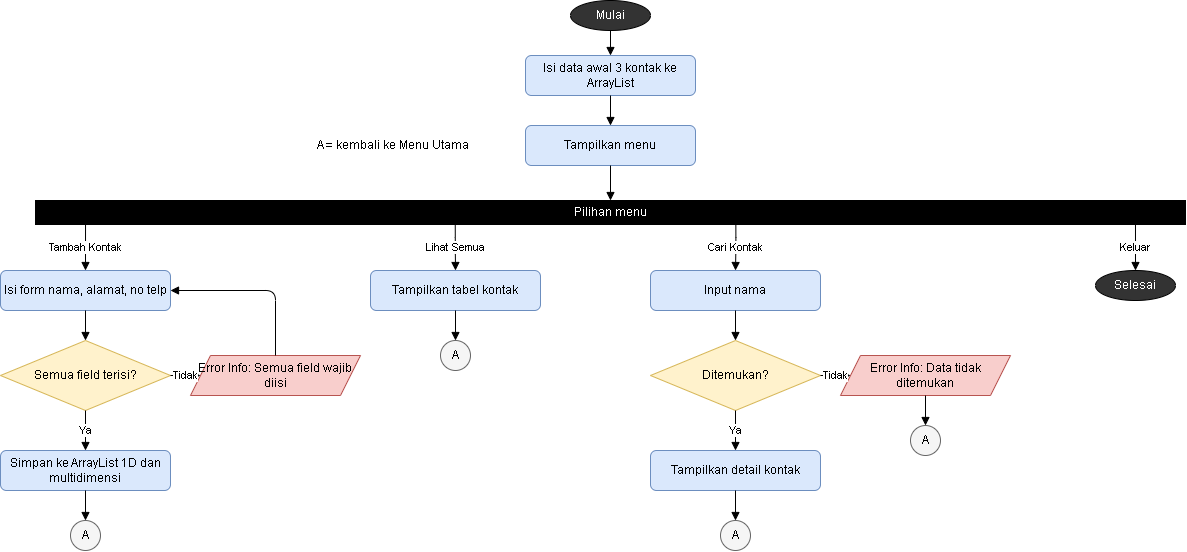 Mulai
Isi data awal 3 kontak ke
ArrayList
A= kembali ke Menu Utama
Tampilkan menu
Pilihan menu
Tambah Kontak
Lihat Semua
Cari Kontak
Keluar
Isi form nama, alamat, no telp
Tampilkan tabel kontak
Input nama
Selesai
A
Semua field terisi?
Tidak
Error Info: Semua field wajib
diisi
Ditemukan?
Tidak
Error Info: Data tidak
ditemukan
Ya
Ya
A
Simpan ke ArrayList 1D dan
multidimensi
Tampilkan detail kontak
A
A